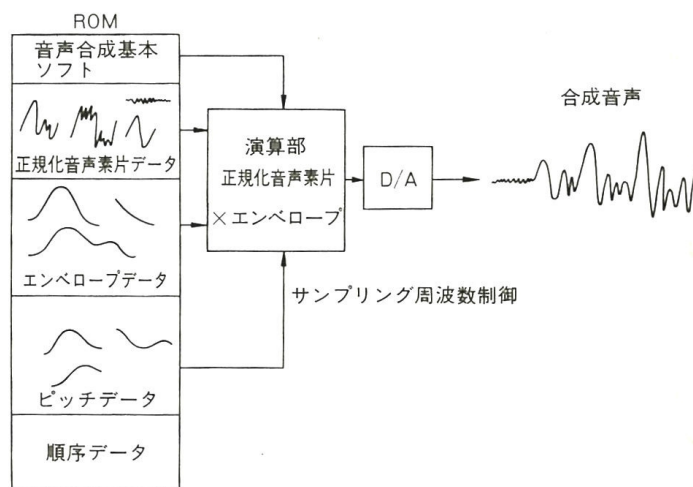 ROM
音声合成基本
ソフト
正規化音声素片データ
エンベロープデータ
ピッチデータ
順序データ
演算部
正規化音声素片
×エンベロープ
サンプリング周波数制御
D/A
合成音声